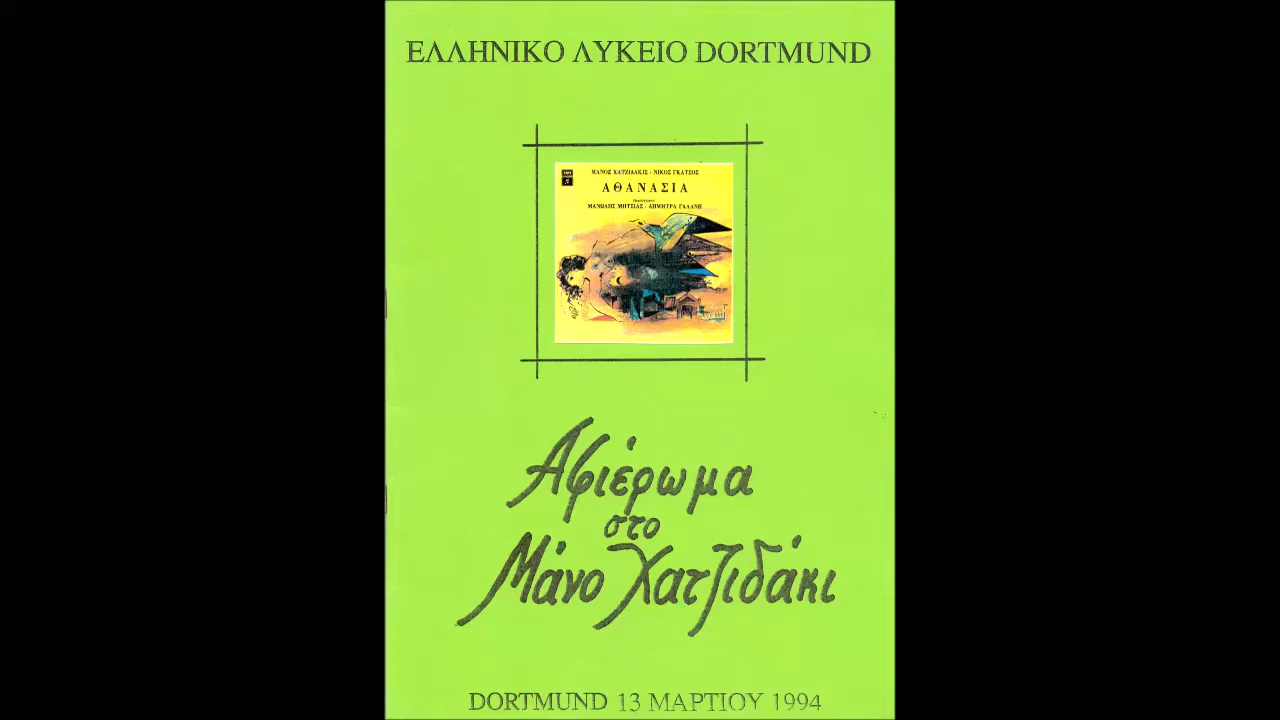 ΕΛΛΗΝΙΚΟ ΛΥΚΕΙΟ DORTMUND
ΜΑΝΟΣ ΧΑΤΖΙΔΑΚΙΣ · ΝΙΚΟΣ ΓΚΑΤΣΟΣ
ΑΘΑΝΑΣΙΑ
ΜΑΝΩΛΗΣ ΜΗΤΣΙΑΣ · ΔΗΜΗΤΡΑ ΓΑΛΑΝΗ
Αφιέρωμα
στο
Μάνο Χατζιδάκι
DORTMUND 13 ΜΑΡΤΙΟΥ 1994